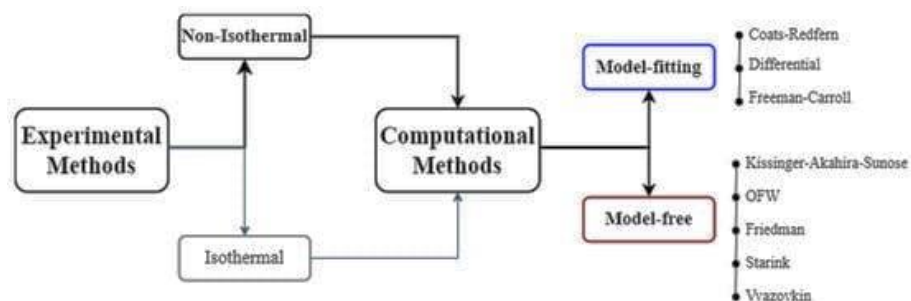 Non-Isothermal
Experimental
Methods
Isothermal
Computational
Methods
Model-fitting
Coats-Redfern
Differential
Freeman-Carroll
Model-free
Kissinger-Akahira-Sunose
OFW
Friedman
Starink
Vyazovkin